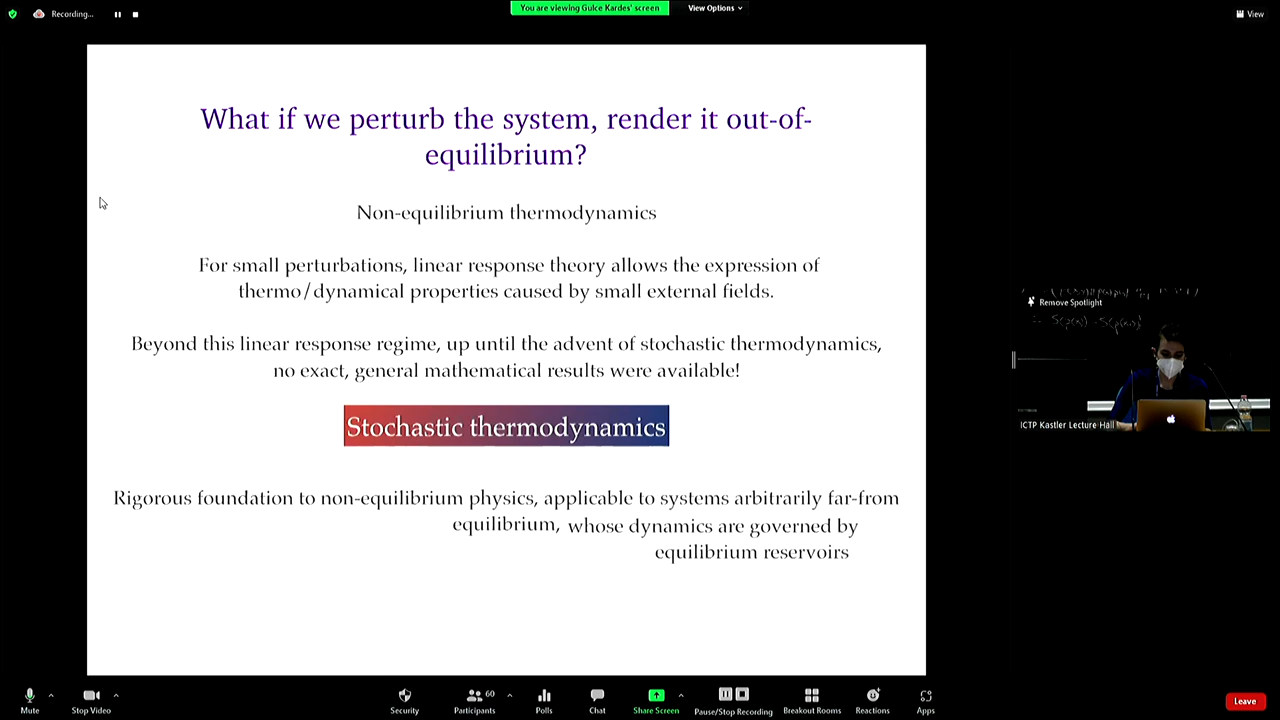 Recording...
You are viewing Gulce Kardes' screen
View Options
View
What if we perturb the system, render it out-of-
equilibrium?
Non-equilibrium thermodynamics
For small perturbations, linear response theory allows the expression of
thermo/dynamical properties caused by small external fields.
Beyond this linear response regime, up until the advent of stochastic thermodynamics,
no exact, general mathematical results were available!
Stochastic thermodynamics
Rigorous foundation to non-equilibrium physics, applicable to systems arbitrarily far-from
equilibrium, whose dynamics are governed by
equilibrium reservoirs
Remove Spotlight
ICTP Kastler Lecture Hall
Mute
Stop Video
Security
Participants
60
Polls
Chat
Share Screen
Pause/Stop Recording
Breakout Rooms
Reactions
Apps
Leave